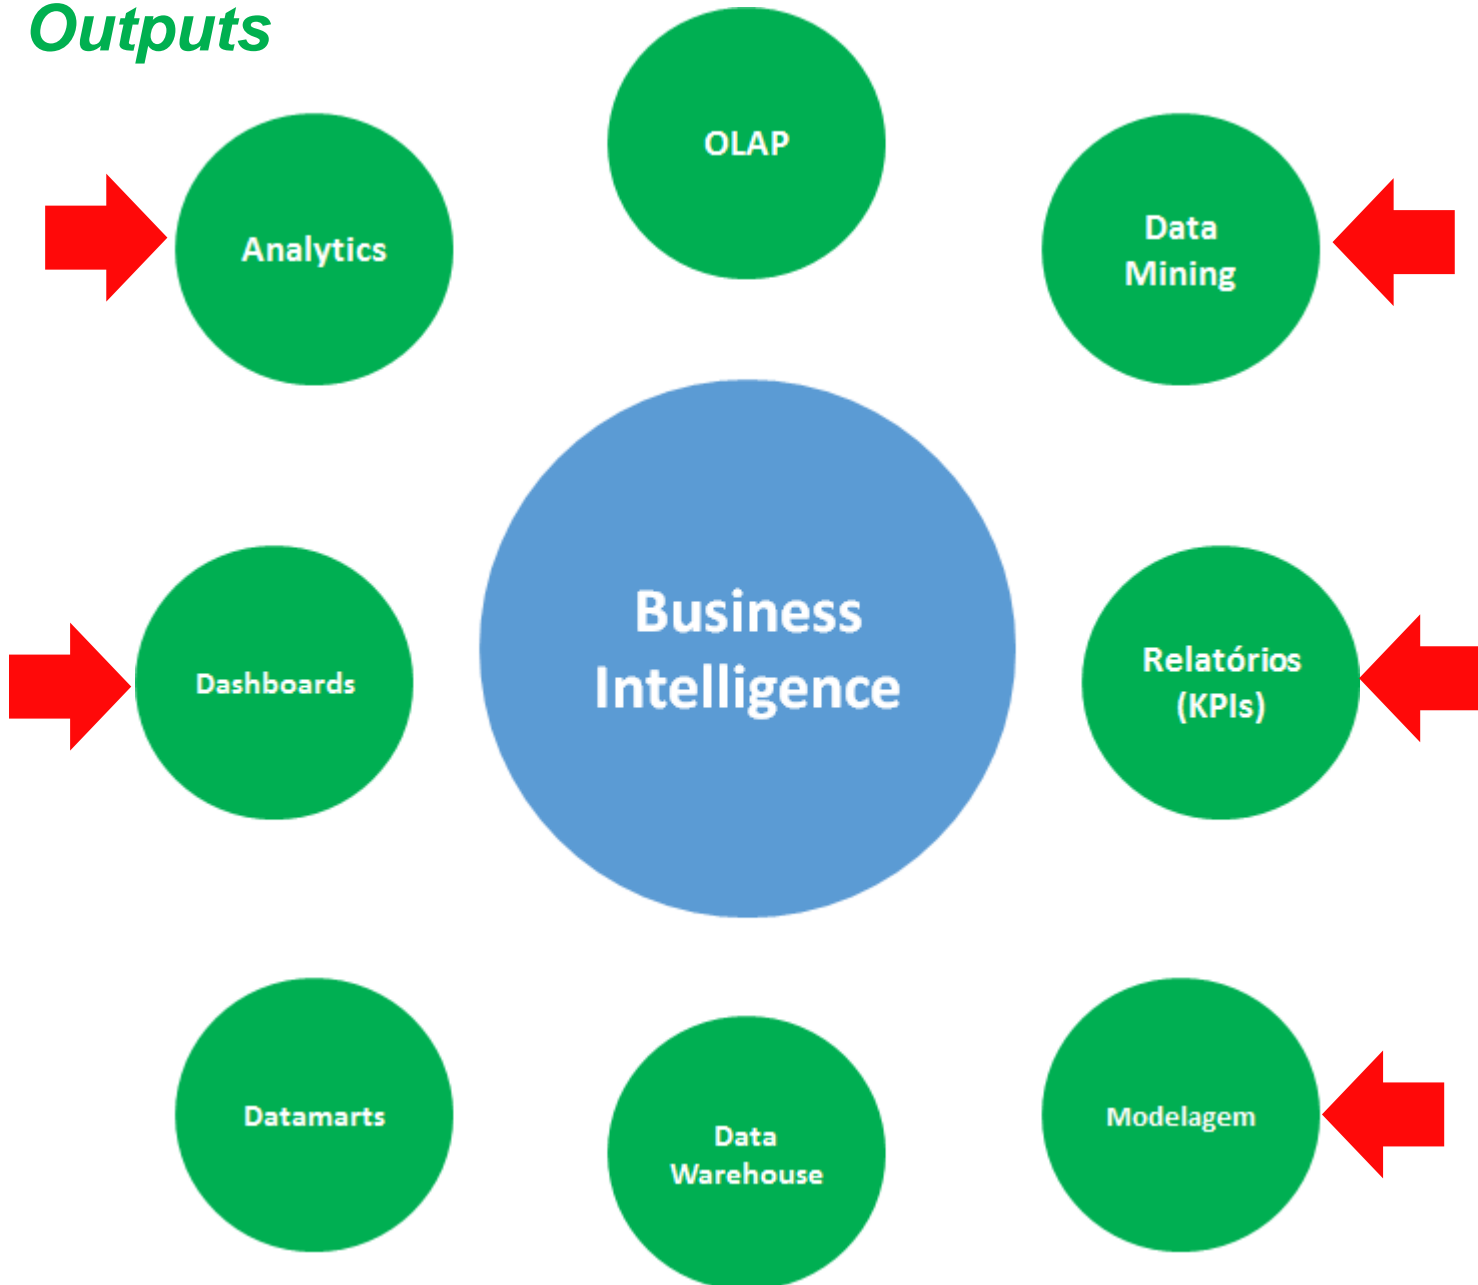 Outputs
OLAP
Analytics
Data
Mining
Business
Intelligence
Dashboards
Relatórios
(KPIs)
Datamarts
Data
Warehouse
Modelagem